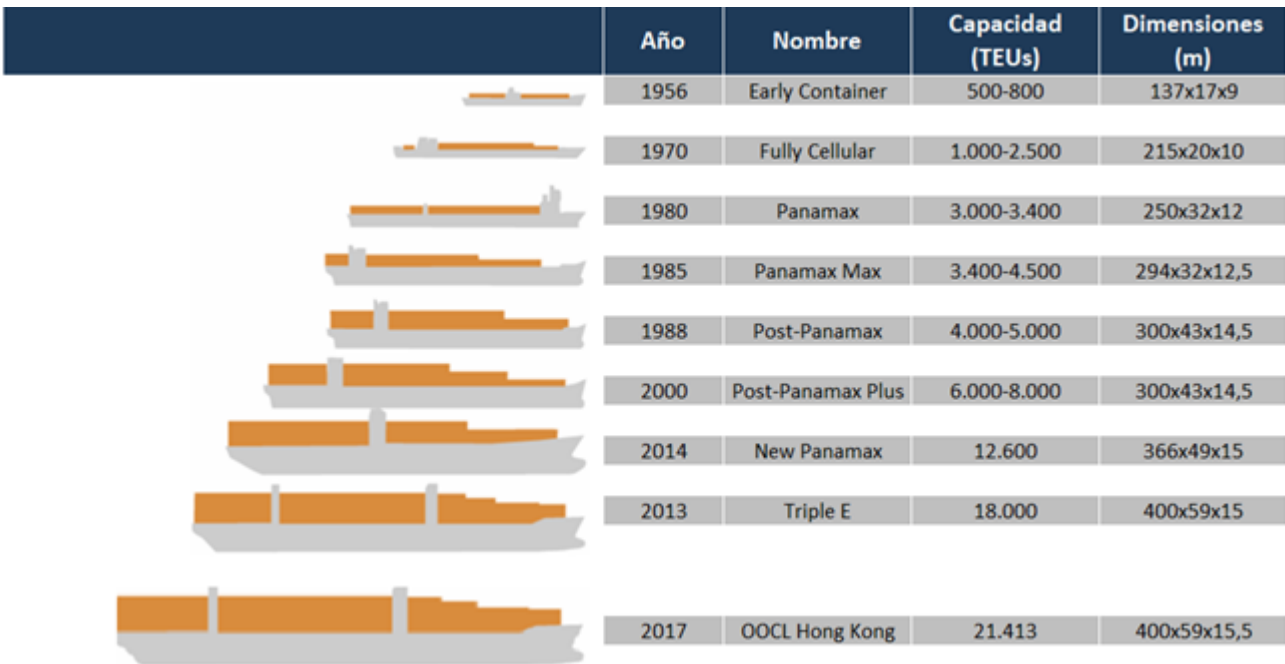 Año Nombre Capacidad (TEUs) Dimensiones (m)
1956 Early Container 500-800 137x17x9
1970 Fully Cellular 1.000-2.500 215x20x10
1980 Panamax 3.000-3.400 250x32x12
1985 Panamax Max 3.400-4.500 294x32x12,5
1988 Post-Panamax 4.000-5.000 300x43x14,5
2000 Post-Panamax Plus 6.000-8.000 300x43x14,5
2014 New Panamax 12.600 366x49x15
2013 Triple E 18.000 400x59x15
2017 OOCL Hong Kong 21.413 400x59x15,5